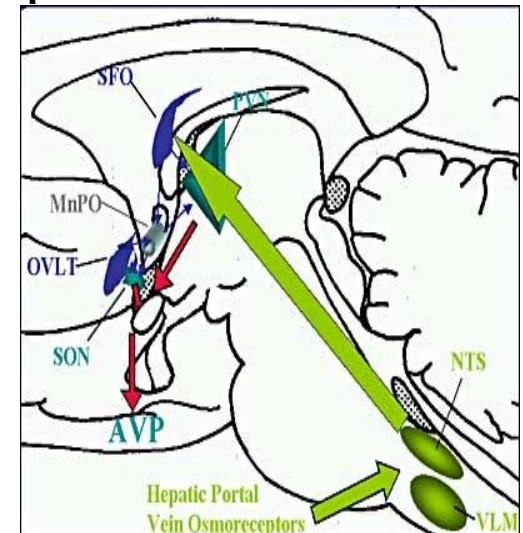 SFO
PVN
MnPO
OVLT
SON
AVP
NTS
Hepatic Portal
Vein Osmoreceptors
VLM